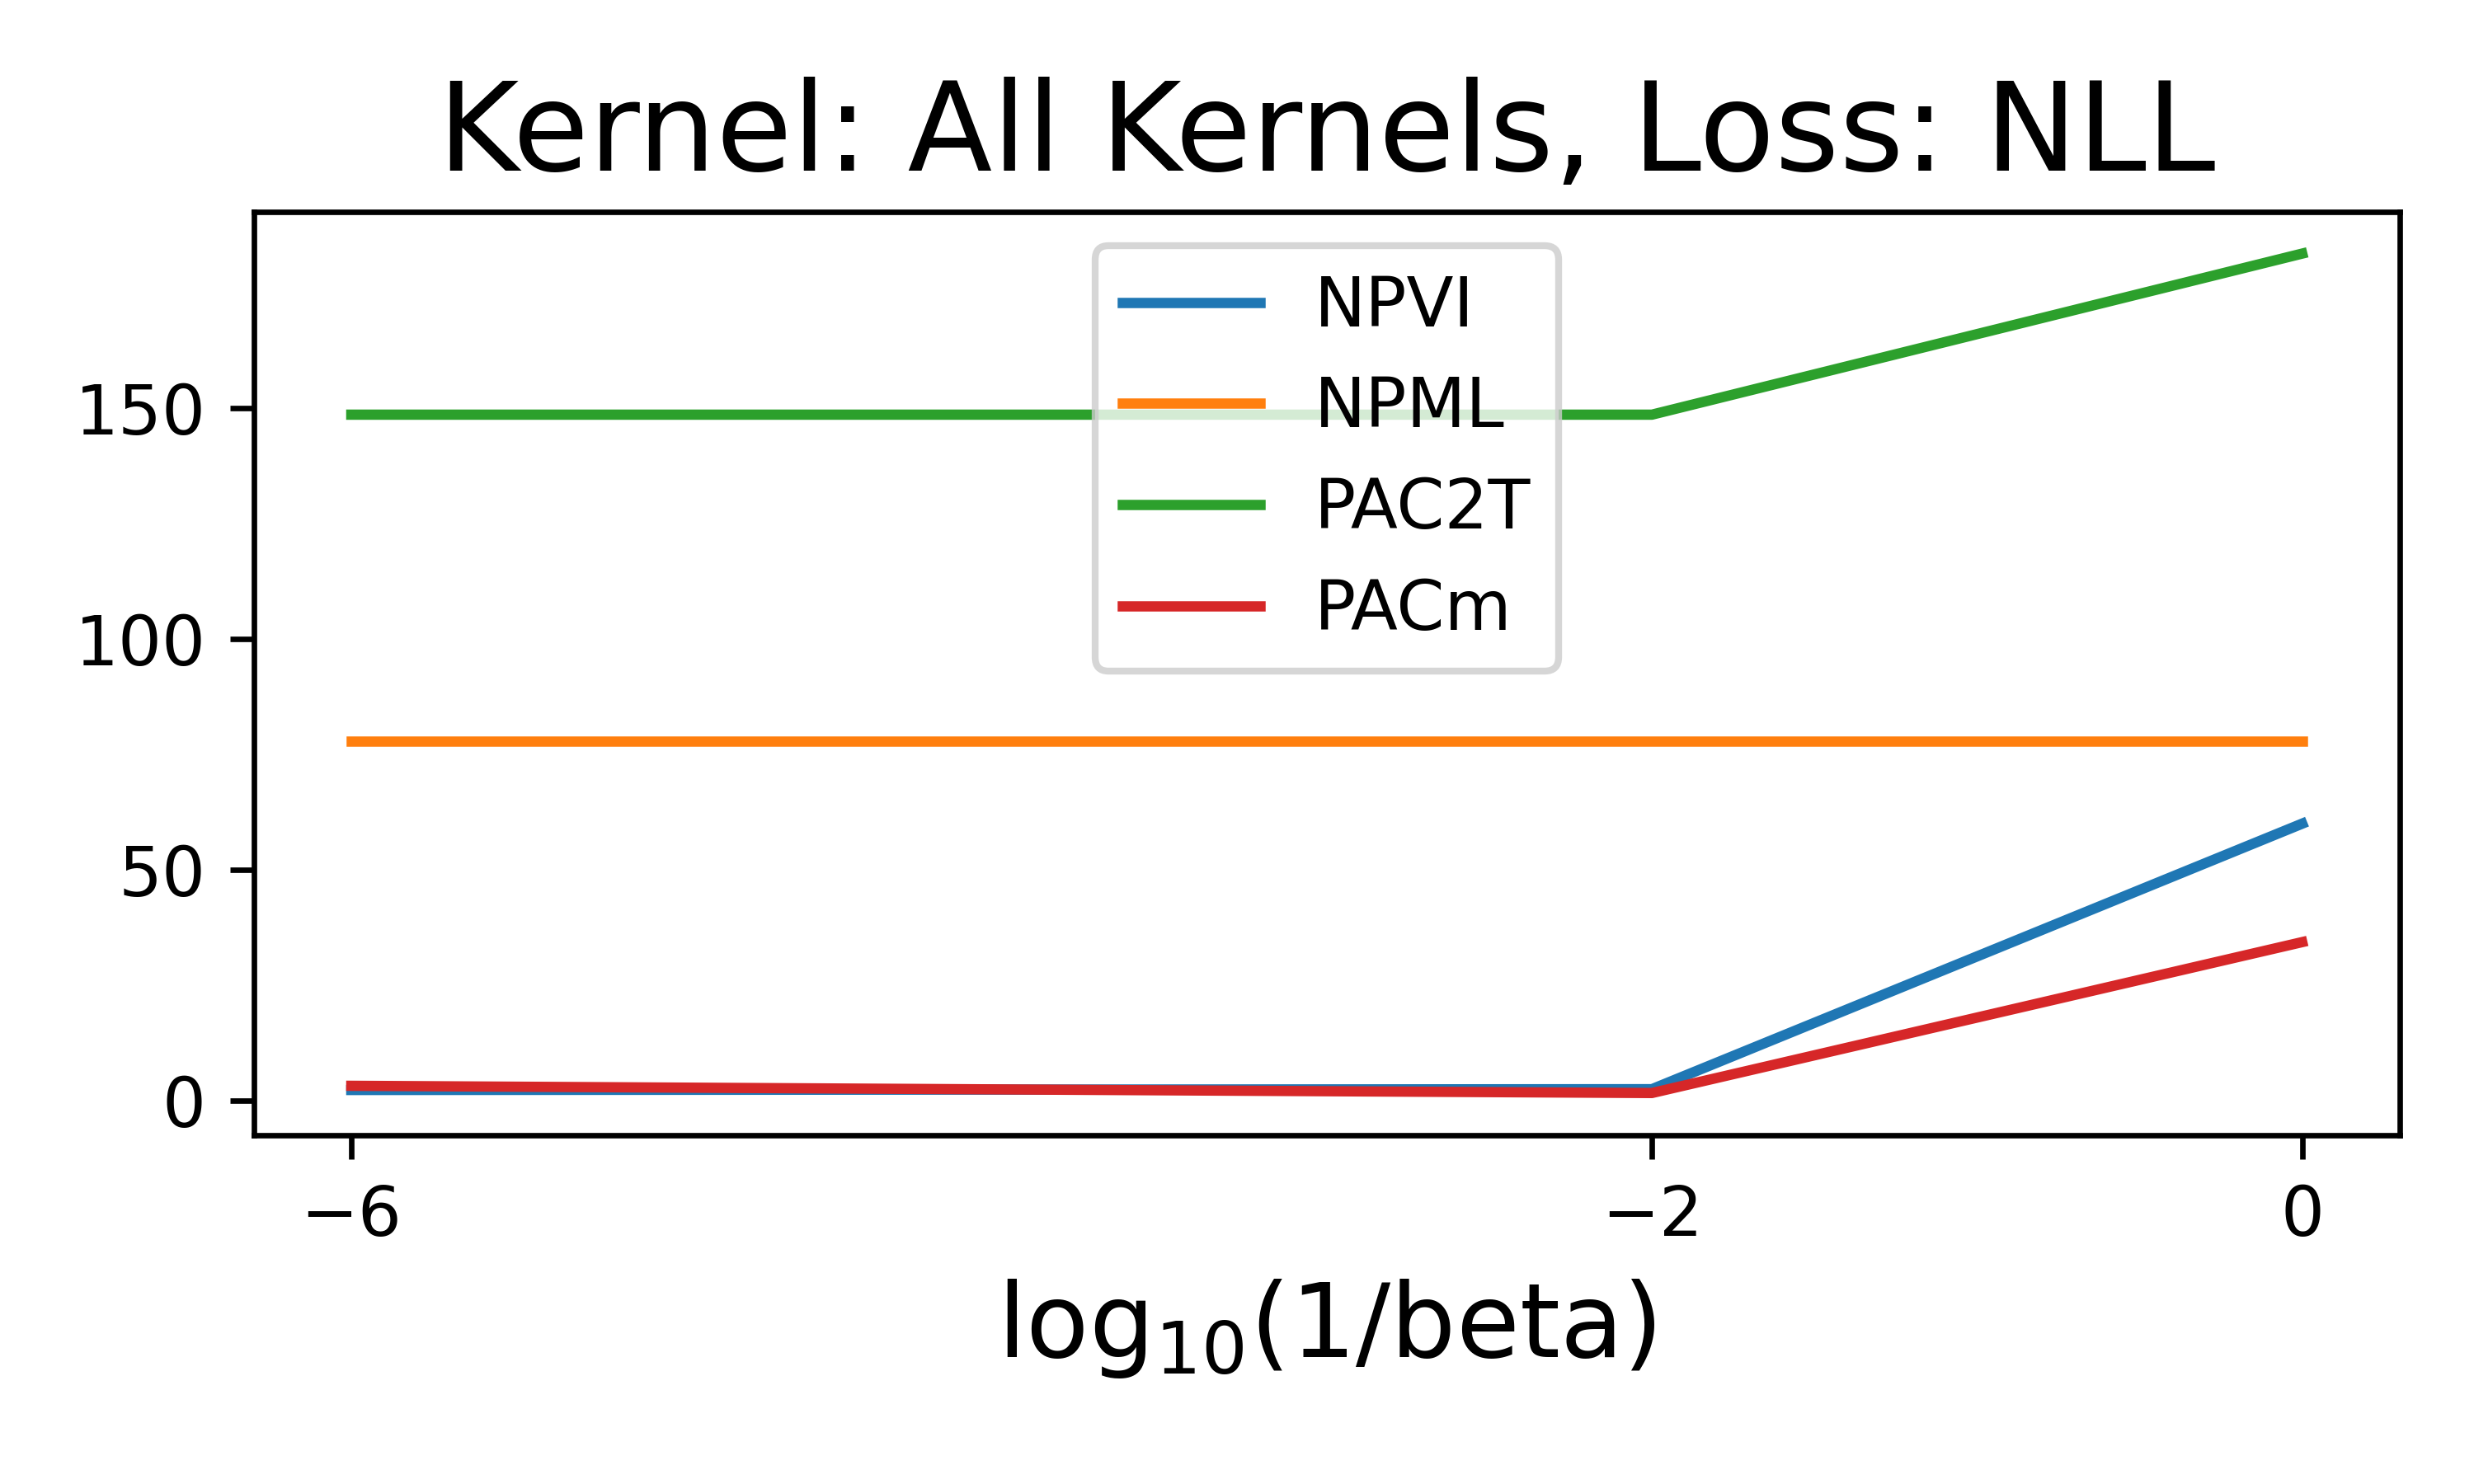 Kernel: All Kernels, Loss: NLL
NPVI
NPML
PAC2T
PACm
150
100
50
0
−6 −2 0
log₁₀(1/beta)